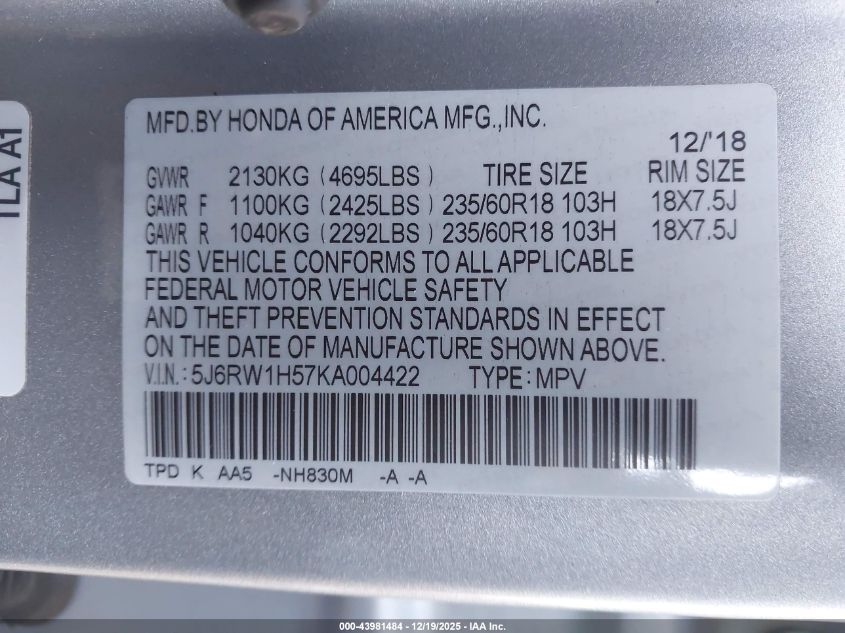 TLA A1
MFD.BY HONDA OF AMERICA MFG.,INC.
12/'18
GVWR 2130KG (4695LBS) TIRE SIZE RIM SIZE
GAWR F 1100KG (2425LBS) 235/60R18 103H 18X7.5J
GAWR R 1040KG (2292LBS) 235/60R18 103H 18X7.5J
THIS VEHICLE CONFORMS TO ALL APPLICABLE
FEDERAL MOTOR VEHICLE SAFETY
AND THEFT PREVENTION STANDARDS IN EFFECT
ON THE DATE OF MANUFACTURE SHOWN ABOVE.
V.I.N.: 5J6RW1H57KA004422 TYPE: MPV
TPD K AA5 -NH830M -A -A
000-43981484 - 12/19/2025 - IAA Inc.